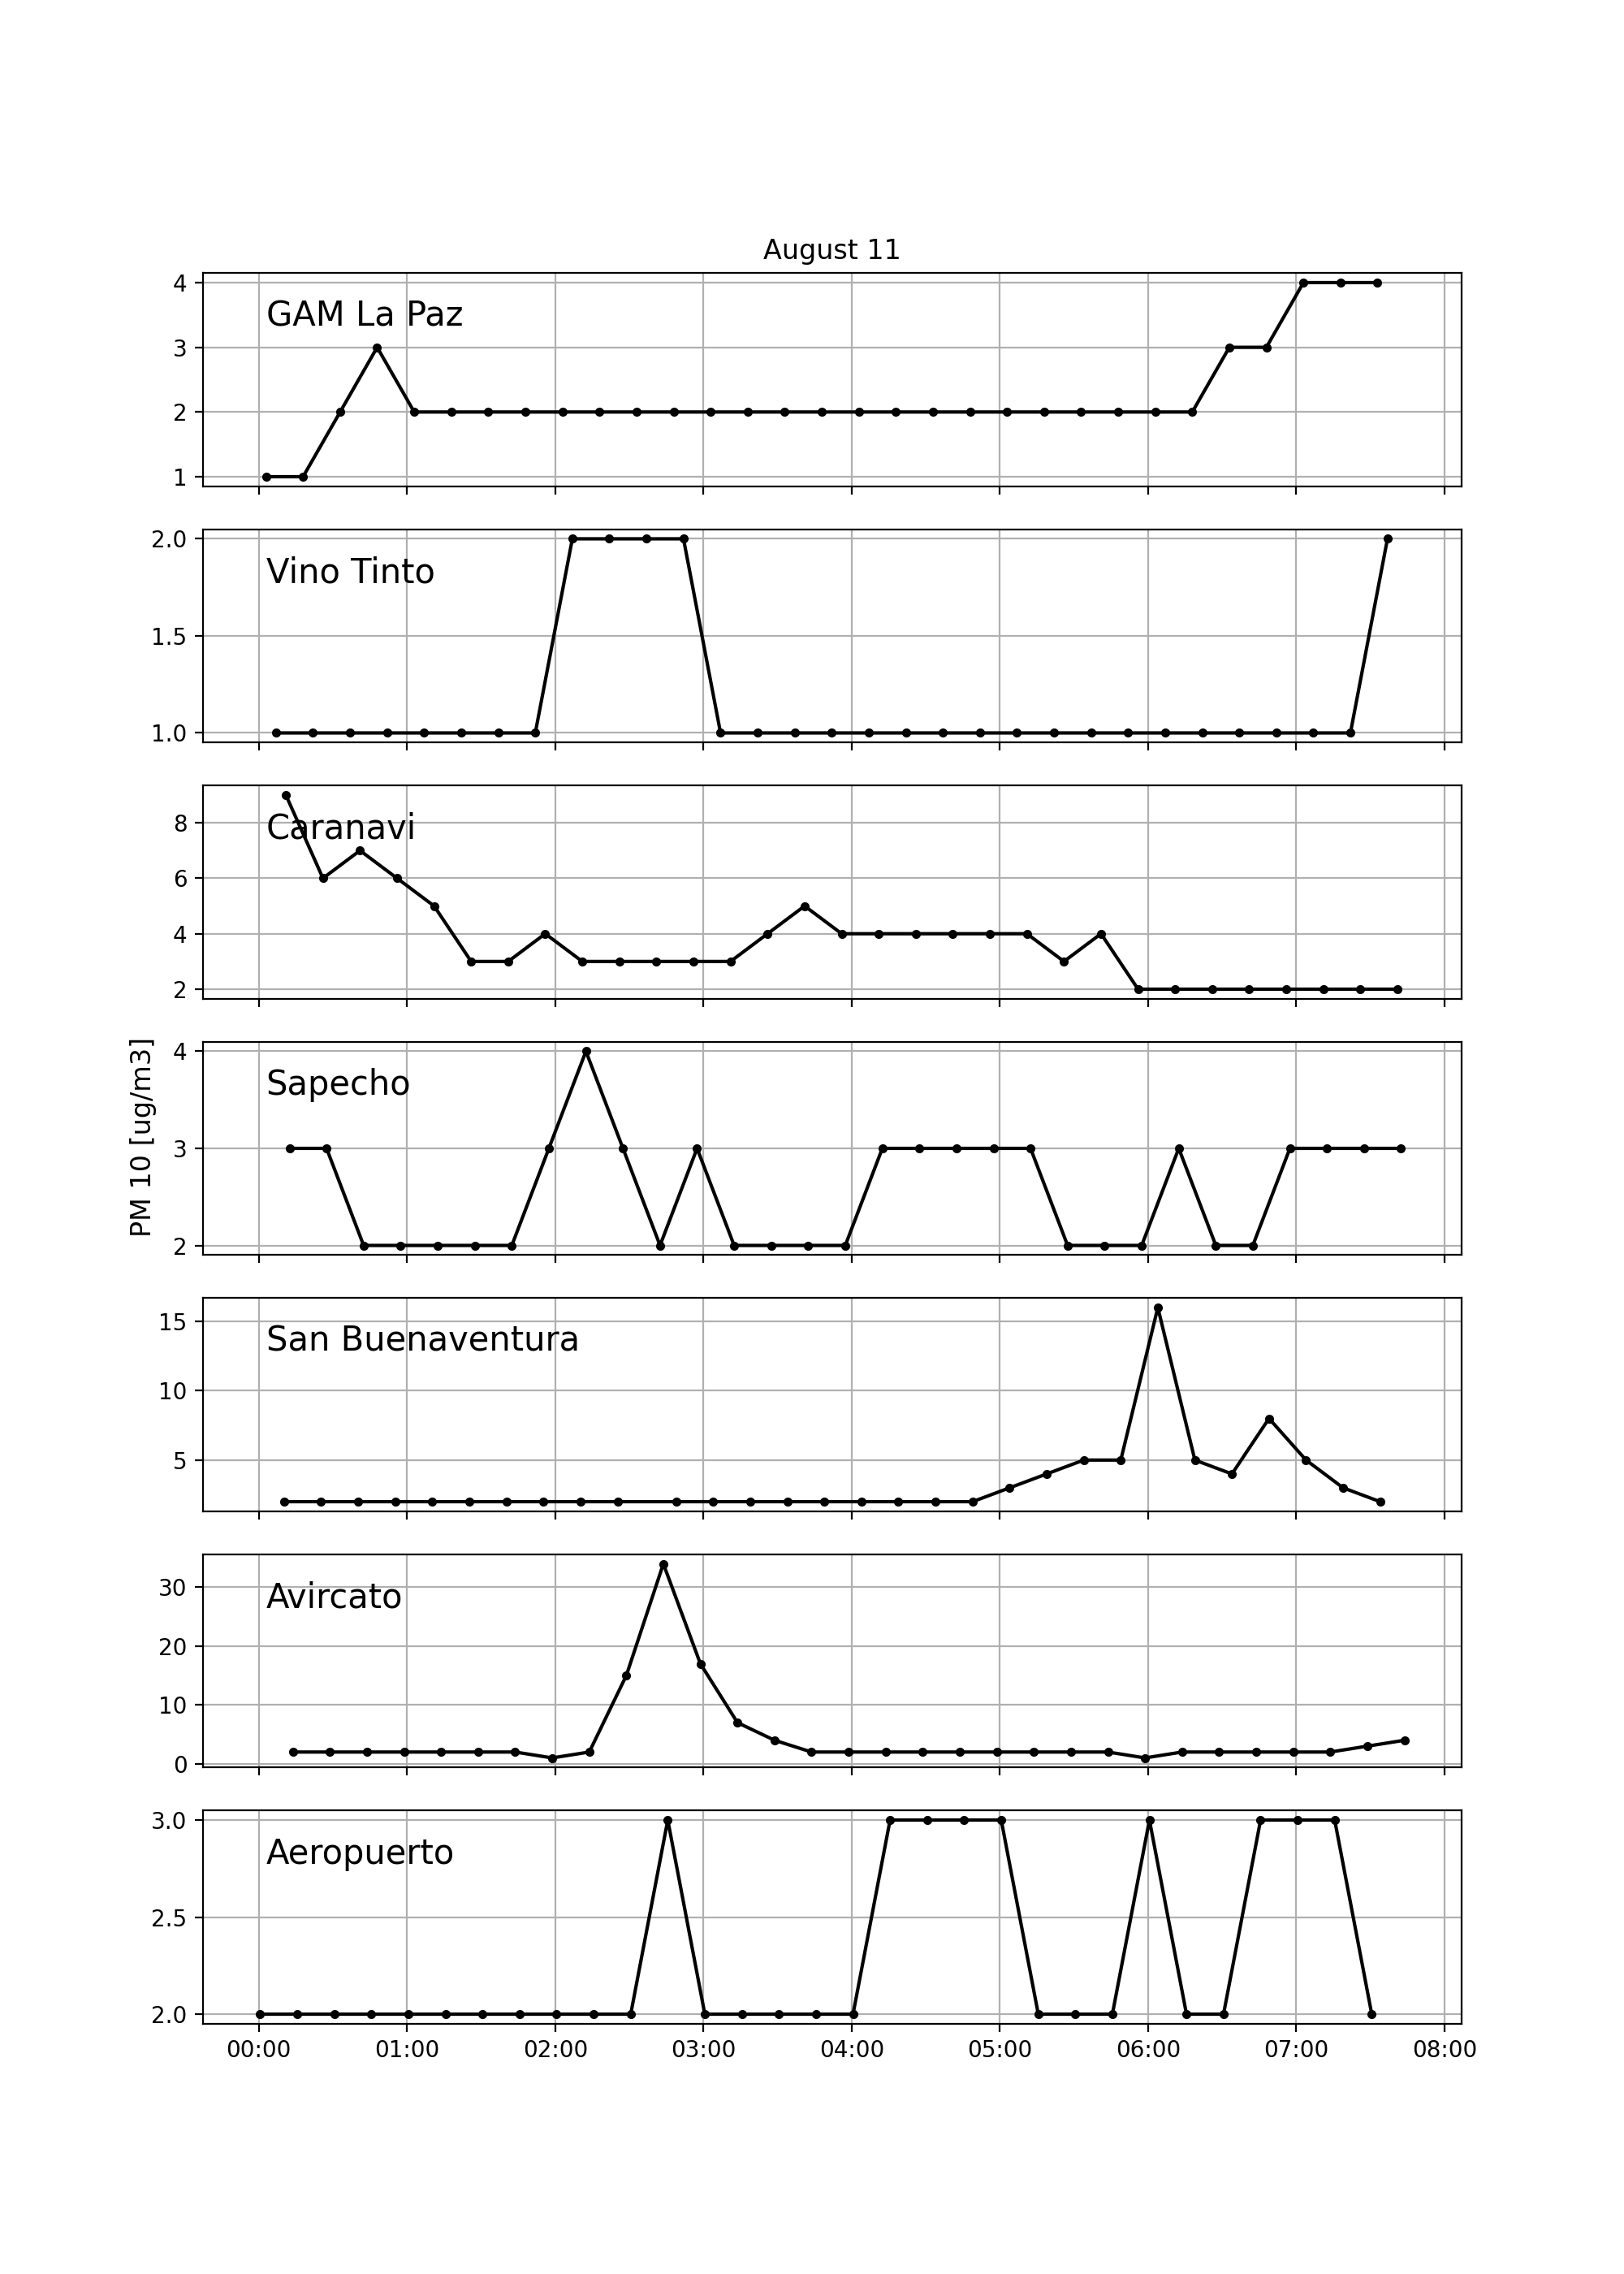 August 11
4
GAM La Paz
3
2
1
2.0
Vino Tinto
1.5
1.0
8
Caranavi
6
4
2
PM 10 [ug/m3]
4
Sapecho
3
2
15
San Buenaventura
10
5
30
Avircato
20
10
0
3.0
Aeropuerto
2.5
2.0
00:00 01:00 02:00 03:00 04:00 05:00 06:00 07:00 08:00